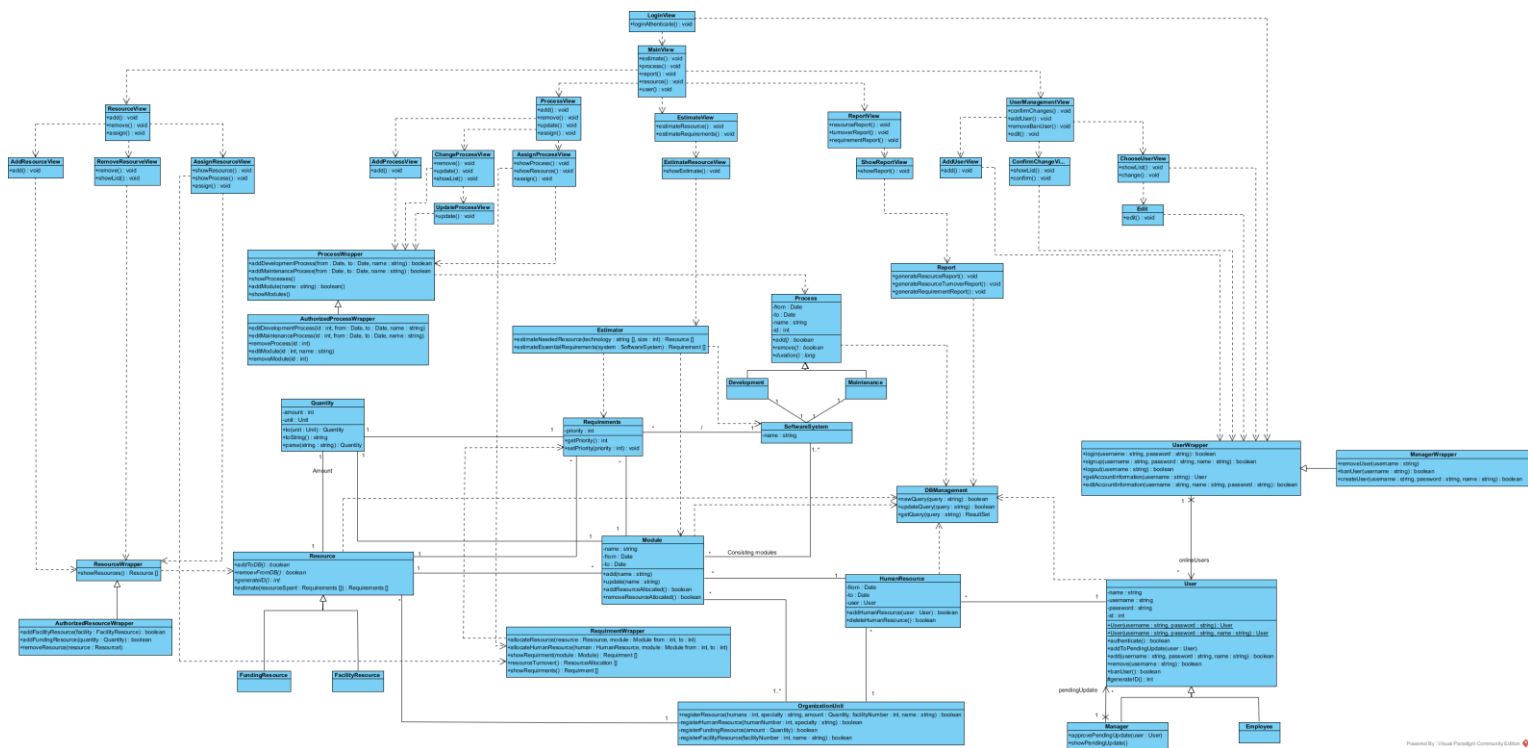 LoginView
+loginAthenticate() : void
MainView
+estimate() : void
+process() : void
+report() : void
+resource() : void
+user() : void
ResourceView
+add() : void
+remove() : void
+assign() : void
ProcessView
+add() : void
+remove() : void
+update() : void
+assign() : void
EstimateView
+estimateResource() : void
+estimateRequirements() : void
ReportView
+resourceReport() : void
+turnoverReport() : void
+requirementReport() : void
UserManagementView
+confirmChanges() : void
+addUser() : void
+removeBanUser() : void
+edit() : void
AddResourceView
+add() : void
RemoveResourveView
+remove() : void
+showList() : void
AssignResourceView
+showResource() : void
+showProcess() : void
+assign() : void
AddProcessView
+add() : void
ChangeProcessView
+remove() : void
+update() : void
+showList() : void
AssignProcessView
+showProcess() : void
+showResource() : void
+assign() : void
EstimateResourceView
+showEstimate() : void
ShowReportView
+showReport() : void
AddUserView
+add() : void
ConfirmChangeVi...
+showList() : void
+confirm() : void
ChooseUserView
+showList() : void
+change() : void
UpdateProcessView
+update() : void
Edit
+edit() : void
ProcessWrapper
+addDevelopmentProcess(from : Date, to : Date, name : string) : boolean
+addMaintenanceProcess(from : Date, to : Date, name : string) : boolean
+showProcesses()
+addModule(name : string) : boolean()
+showModules()
AuthorizedProcessWrapper
+editDevelopmentProcess(id : int, from : Date, to : Date, name : string)
+editMaintenanceProcess(id : int, from : Date, to : Date, name : string)
+removeProcess(id : int)
+editModule(id : int, name : string)
+removeModule(id : int)
Report
+generateResourceReport() : void
+generateResourceTurnoverReport() : void
+generateRequirementReport() : void
Process
-from : Date
-to : Date
-name : string
-id : int
+add() : boolean
+remove() : boolean
+duration() : long
Estimator
+estimateNeededResource(technology : string [], size : int) : Resource []
+estimateEssentialRequirements(system : SoftwareSystem) : Requirement []
Development
Maintenance
1
1
1
1
Quantity
-amount : int
-unit : Unit
+to(unit : Unit) : Quantity
+toString() : string
+parse(string : string) : Quantity
1
1
1
1
Amount
Requirements
-priority : int
+getPriority() : int
+setPriority(priority : int) : void
*
/
1
SoftwareSystem
-name : string
1..*
UserWrapper
+login(username : string, password : string) : boolean
+signup(username : string, password : string, name : string) : boolean
+logout(username : string) : boolean
+getAccountInformation(username : string) : User
+editAccountInformation(username : string, name : string, password : string) : boolean
ManagerWrapper
+removeUser(username : string)
+banUser(username : string)
+createUser(username : string, password : string, name : string)
DBManagement
+newQuery(query : string) : boolean
+updateQuery(query : string) : boolean
+getQuery(query : string) : ResultSet
1
onlineUsers
*
Consisting modules
*
ResourceWrapper
+showResources() : Resource []
Resource
+addToDB() : boolean
+removeFromDB() : boolean
+generateID() : int
+estimate(resourceSpent : Requirements []) : Requirements []
Module
-name : string
-from : Date
-to : Date
+add(name : string)
+update(name : string)
+addResourceAllocated() : boolean
+removeResourceAllocated() : boolean
HumanResource
-from : Date
-to : Date
-user : User
+addHumanResource(user : User) : boolean
+deleteHumanResource() : boolean
User
-name : string
-username : string
-password : string
-id : int
+User(username : string, password : string) : User
+User(username : string, password : string, name : string) : User
+authenticate() : boolean
+addToPendingUpdate(user : User)
+add(username : string, password : string, name : string) : boolean
+remove(username : string) : boolean
+banUser() : boolean
#generateID() : int
AuthorizedResourceWrapper
+addFacilityResource(facility : FacilityResource) : boolean
+addFundingResource(quantity : Quantity) : boolean
+removeResource(resource : Resource)
RequirmentWrapper
+allocateResource(resource : Resource, module : Module from : int, to : int)
+allocateHumanResource(human : HumanResource, module : Module from : int, to : int)
+showRequirment(module : Module) : Requirment []
+resourceTurnover() : ResourceAllocation []
+showRequirments() : Requirment []
FundingResource
FacilityResource
1..*
1
1
OrganizationUnit
+registerResource(humans : int, specialty : string, amount : Quantity, facilityNumber : int, name : string) : boolean
-registerHumanResource(humanNumber : int, specialty : string) : boolean
-registerFundingResource(amount : Quantity) : boolean
-registerFacilityResource(facilityNumber : int, name : string) : boolean
pendingUpdate
*
1
Manager
+approvePendingUpdate(user : User)
+showPendingUpdate()
Employee
Powered By Visual Paradigm Community Edition